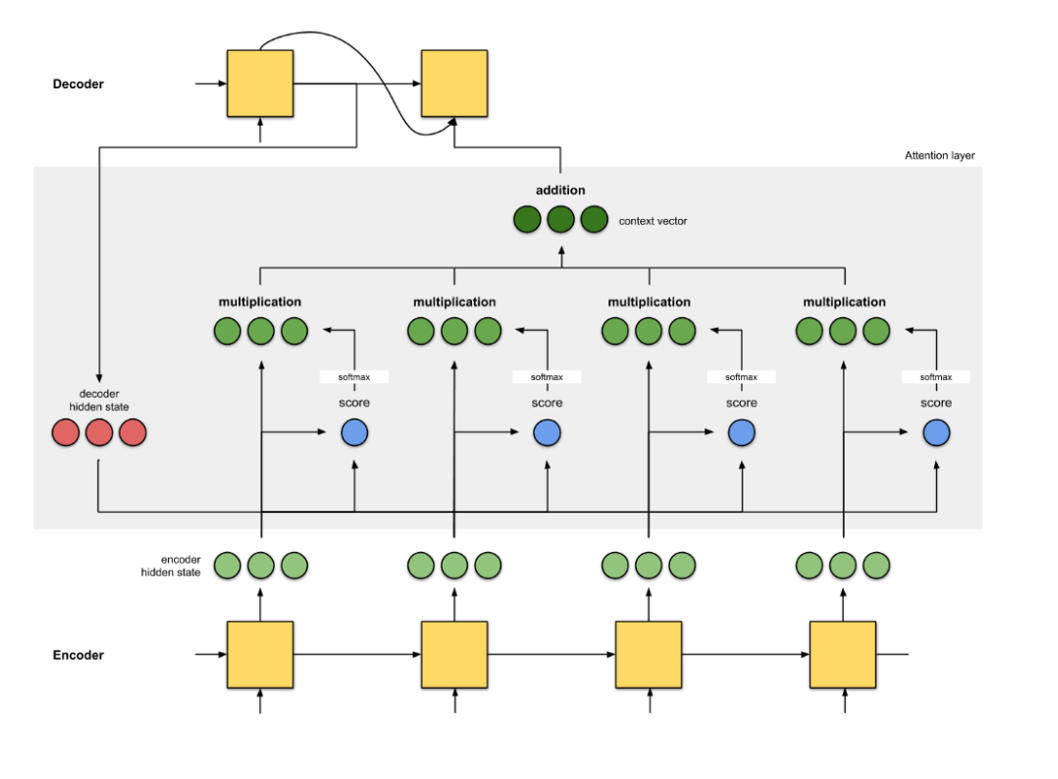 Decoder
Attention layer
addition
context vector
multiplication
multiplication
multiplication
multiplication
softmax
softmax
softmax
softmax
decoder
hidden state
score
score
score
score
encoder
hidden state
Encoder